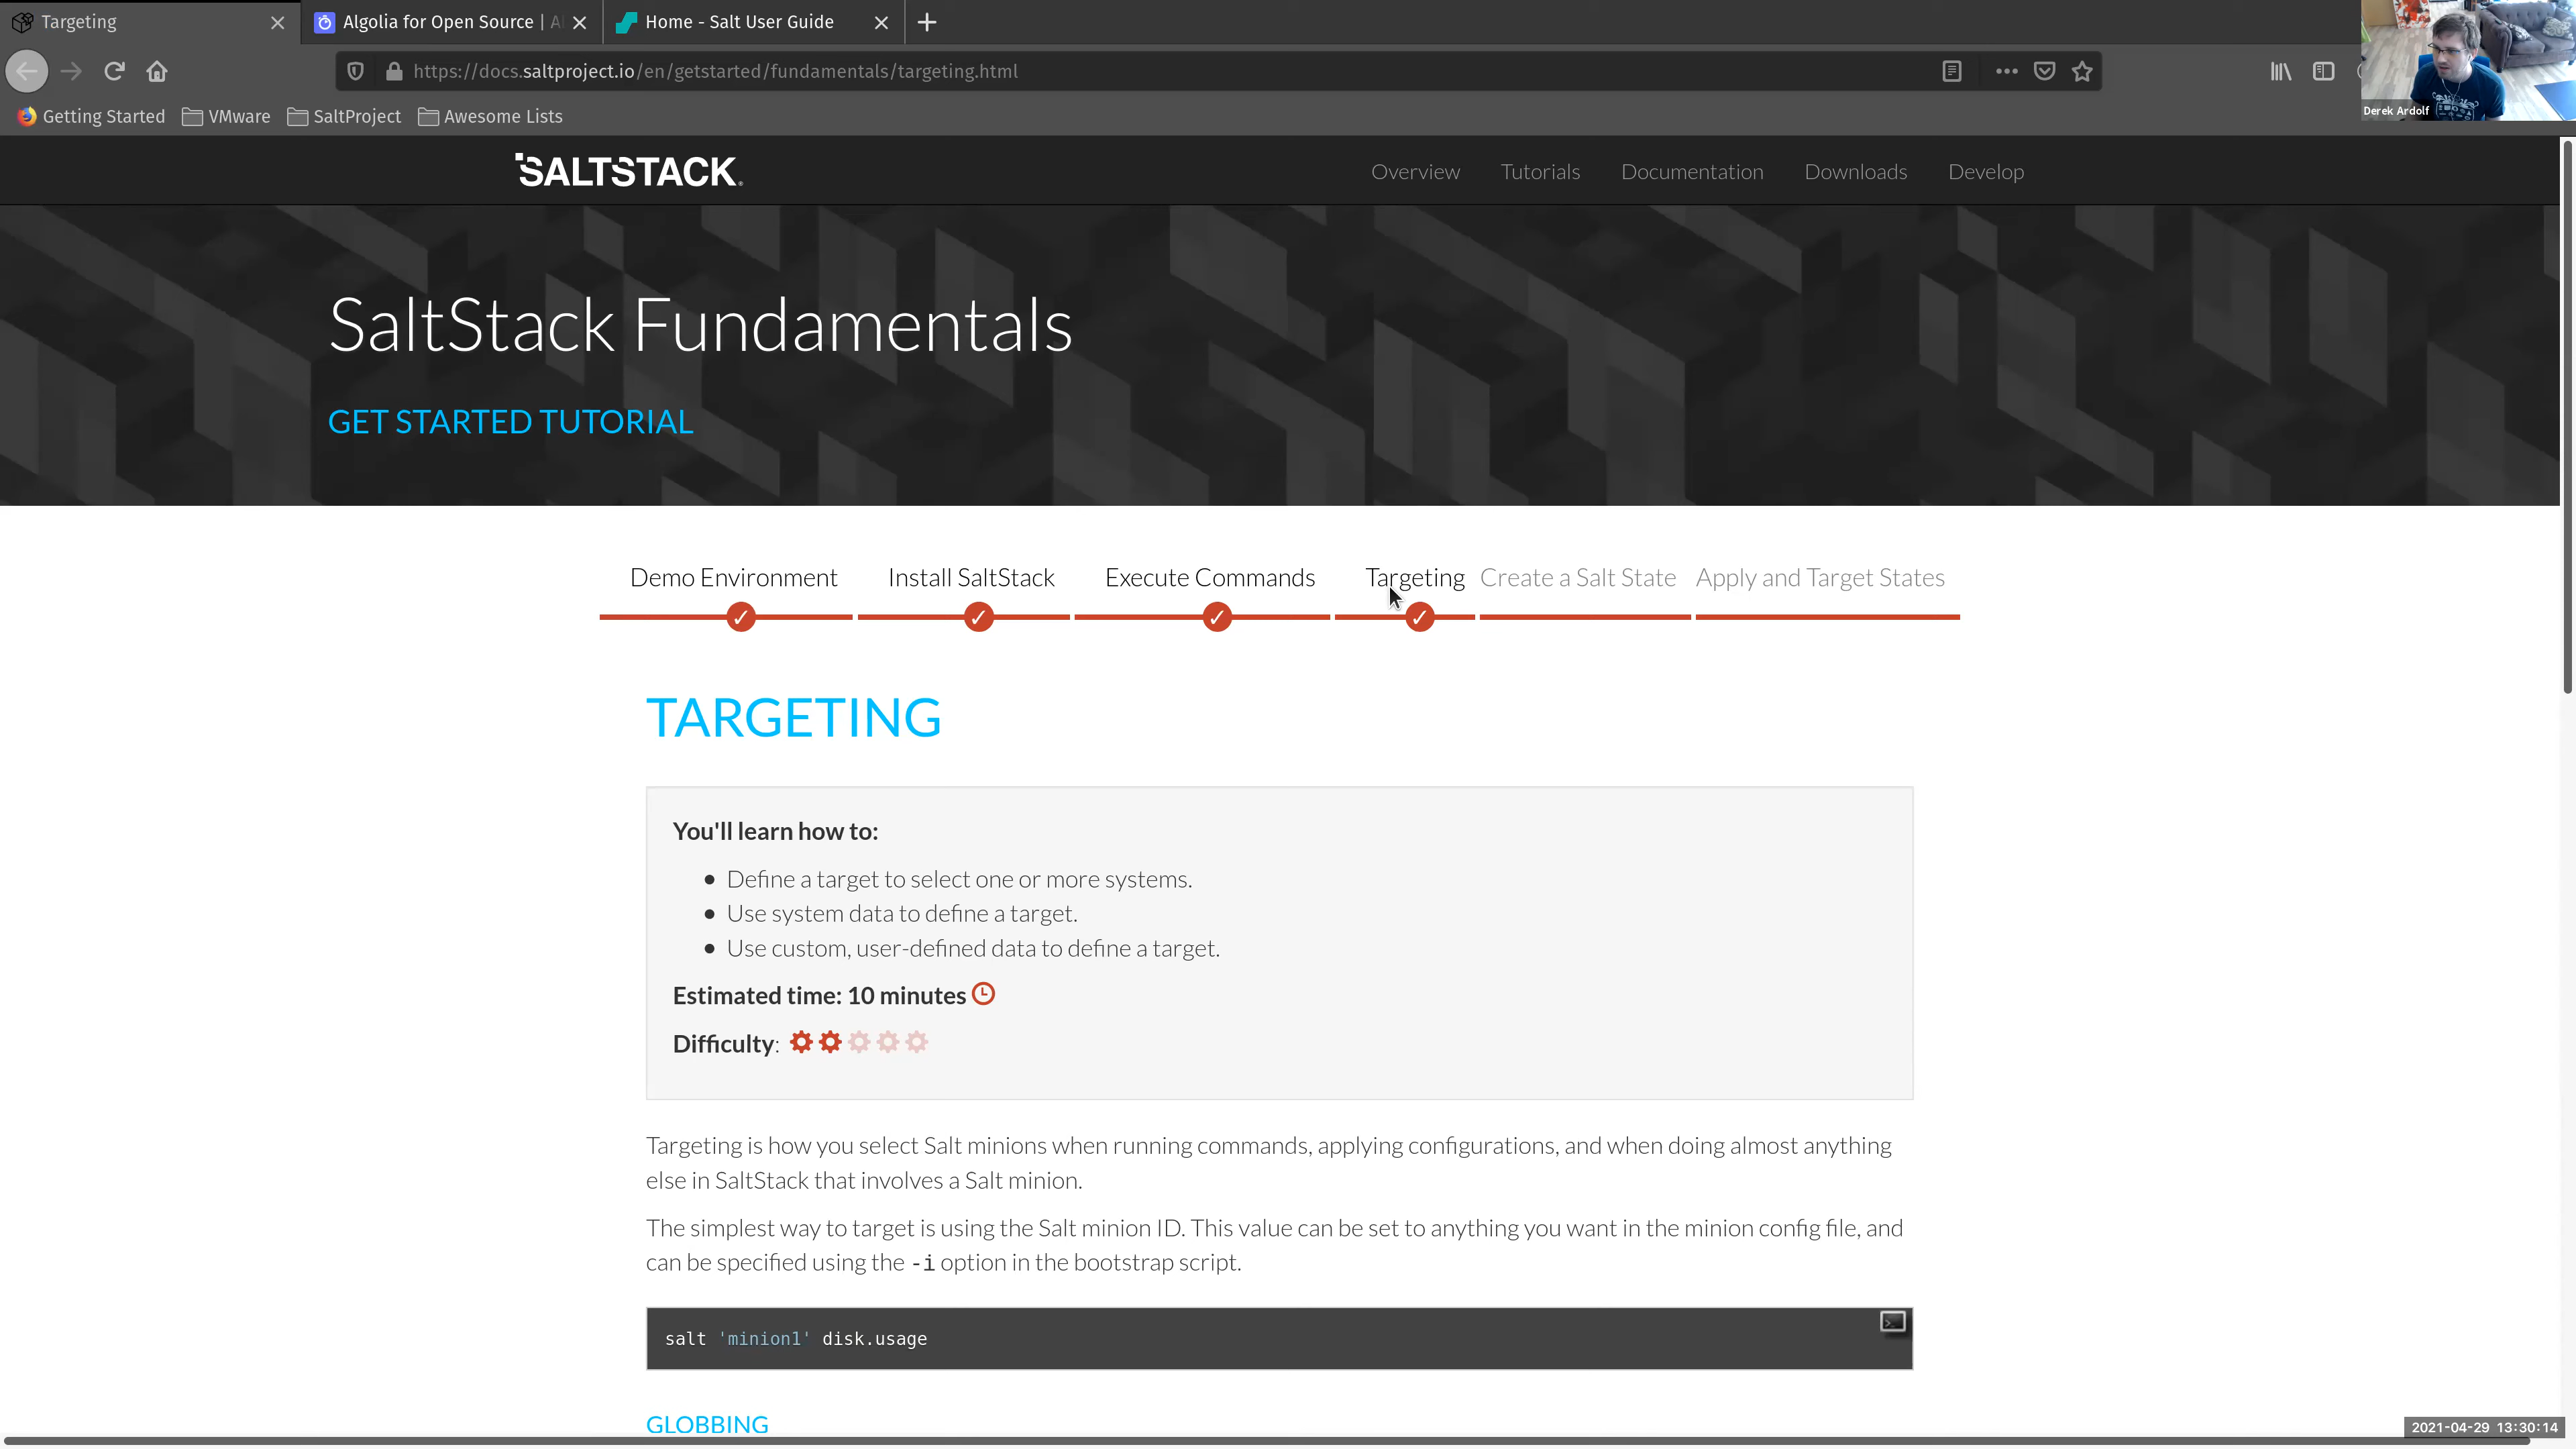 Targeting
Algolia for Open Source | A
Home - Salt User Guide
https://docs.saltproject.io/en/getstarted/fundamentals/targeting.html
Getting Started
VMware
SaltProject
Awesome Lists
Derek Ardolf
SALTSTACK
Overview
Tutorials
Documentation
Downloads
Develop
SaltStack Fundamentals
GET STARTED TUTORIAL
Demo Environment
Install SaltStack
Execute Commands
Targeting
Create a Salt State
Apply and Target States
TARGETING
You'll learn how to:
Define a target to select one or more systems.
Use system data to define a target.
Use custom, user-defined data to define a target.
Estimated time: 10 minutes
Difficulty:
Targeting is how you select Salt minions when running commands, applying configurations, and when doing almost anything
else in SaltStack that involves a Salt minion.
The simplest way to target is using the Salt minion ID. This value can be set to anything you want in the minion config file, and
can be specified using the -i option in the bootstrap script.
salt 'minion1' disk.usage
GLOBBING
2021-04-29 13:30:14